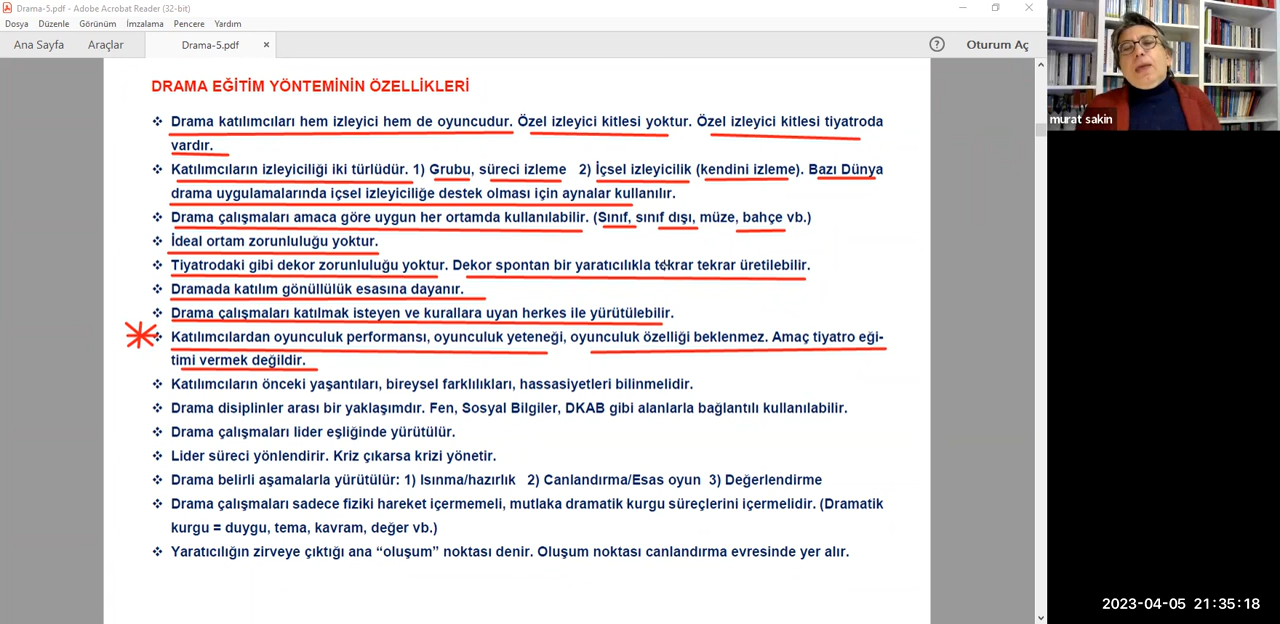 Drama-5.pdf - Adobe Acrobat Reader (32-bit)
Dosya Düzenle Görünüm İmzalama Pencere Yardım
Ana Sayfa Araçlar Drama-5.pdf × ? Oturum Aç
DRAMA EĞİTİM YÖNTEMİNİN ÖZELLİKLERİ
❖ Drama katılımcıları hem izleyici hem de oyuncudur. Özel izleyici kitlesi yoktur. Özel izleyici kitlesi tiyatroda
vardır.
❖ Katılımcıların izleyiciliği iki türlüdür. 1) Grubu, süreci izleme 2) İçsel izleyicilik (kendini izleme). Bazı Dünya
drama uygulamalarında içsel izleyiciliğe destek olması için aynalar kullanılır.
❖ Drama çalışmaları amaca göre uygun her ortamda kullanılabilir. (Sınıf, sınıf dışı, müze, bahçe vb.)
❖ İdeal ortam zorunluluğu yoktur.
❖ Tiyatrodaki gibi dekor zorunluluğu yoktur. Dekor spontan bir yaratıcılıkla tekrar tekrar üretilebilir.
❖ Dramada katılım gönüllülük esasına dayanır.
❖ Drama çalışmaları katılmak isteyen ve kurallara uyan herkes ile yürütülebilir.
❖ Katılımcılardan oyunculuk performansı, oyunculuk yeteneği, oyunculuk özelliği beklenmez. Amaç tiyatro eği-
timi vermek değildir.
❖ Katılımcıların önceki yaşantıları, bireysel farklılıkları, hassasiyetleri bilinmelidir.
❖ Drama disiplinler arası bir yaklaşımdır. Fen, Sosyal Bilgiler, DKAB gibi alanlarla bağlantılı kullanılabilir.
❖ Drama çalışmaları lider eşliğinde yürütülür.
❖ Lider süreci yönlendirir. Kriz çıkarsa krizi yönetir.
❖ Drama belirli aşamalarla yürütülür: 1) Isınma/hazırlık 2) Canlandırma/Esas oyun 3) Değerlendirme
❖ Drama çalışmaları sadece fiziki hareket içermemeli, mutlaka dramatik kurgu süreçlerini içermelidir. (Dramatik
kurgu = duygu, tema, kavram, değer vb.)
❖ Yaratıcılığın zirveye çıktığı ana “oluşum” noktası denir. Oluşum noktası canlandırma evresinde yer alır.
murat sakin
2023-04-05 21:35:18